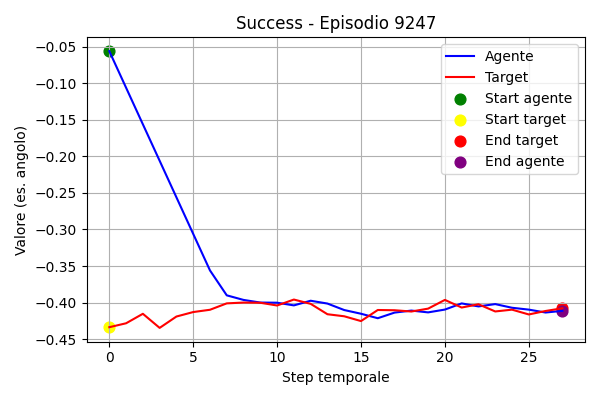 Success - Episodio 9247
Valore (es. angolo)
−0.05
−0.10
−0.15
−0.20
−0.25
−0.30
−0.35
−0.40
−0.45
Agente
Target
Start agente
Start target
End target
End agente
0 5 10 15 20 25
Step temporale